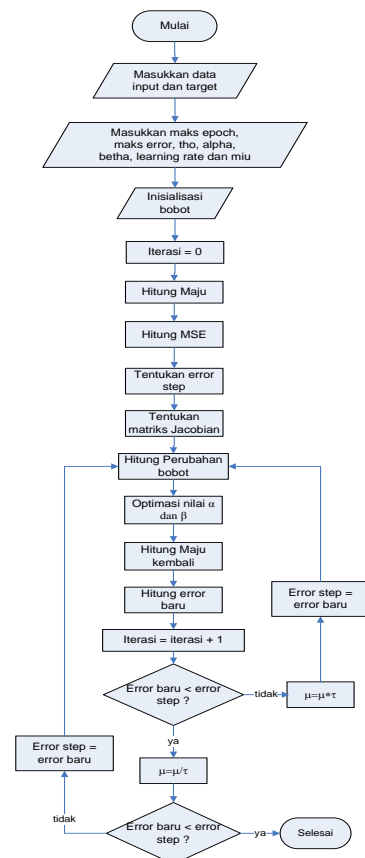 Mulai
Masukkan data
input dan target
Masukkan maks epoch,
maks error, tho, alpha,
betha, learning rate dan miu
Inisialisasi
bobot
Iterasi = 0
Hitung Maju
Hitung MSE
Tentukan error
step
Tentukan
matriks Jacobian
Hitung Perubahan
bobot
Optimasi nilai α
dan β
Hitung Maju
kembali
Hitung error
baru
Iterasi = iterasi + 1
Error baru < error
step ?
tidak
μ=μ*τ
Error step =
error baru
ya
μ=μ/τ
Error baru < error
step ?
tidak
Error step =
error baru
ya
Selesai